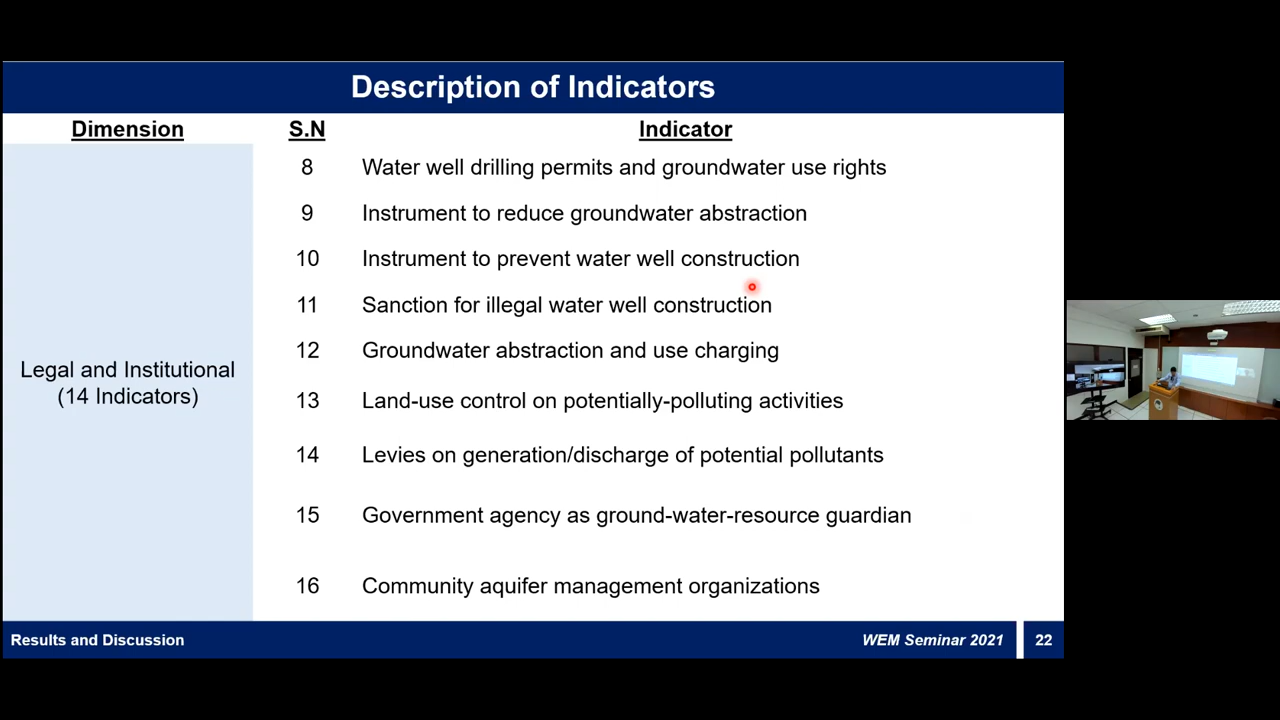 Description of Indicators
Dimension S.N Indicator
8 Water well drilling permits and groundwater use rights
9 Instrument to reduce groundwater abstraction
10 Instrument to prevent water well construction
11 Sanction for illegal water well construction
12 Groundwater abstraction and use charging
Legal and Institutional
(14 Indicators)
13 Land-use control on potentially-polluting activities
14 Levies on generation/discharge of potential pollutants
15 Government agency as ground-water-resource guardian
16 Community aquifer management organizations
Results and Discussion WEM Seminar 2021 22